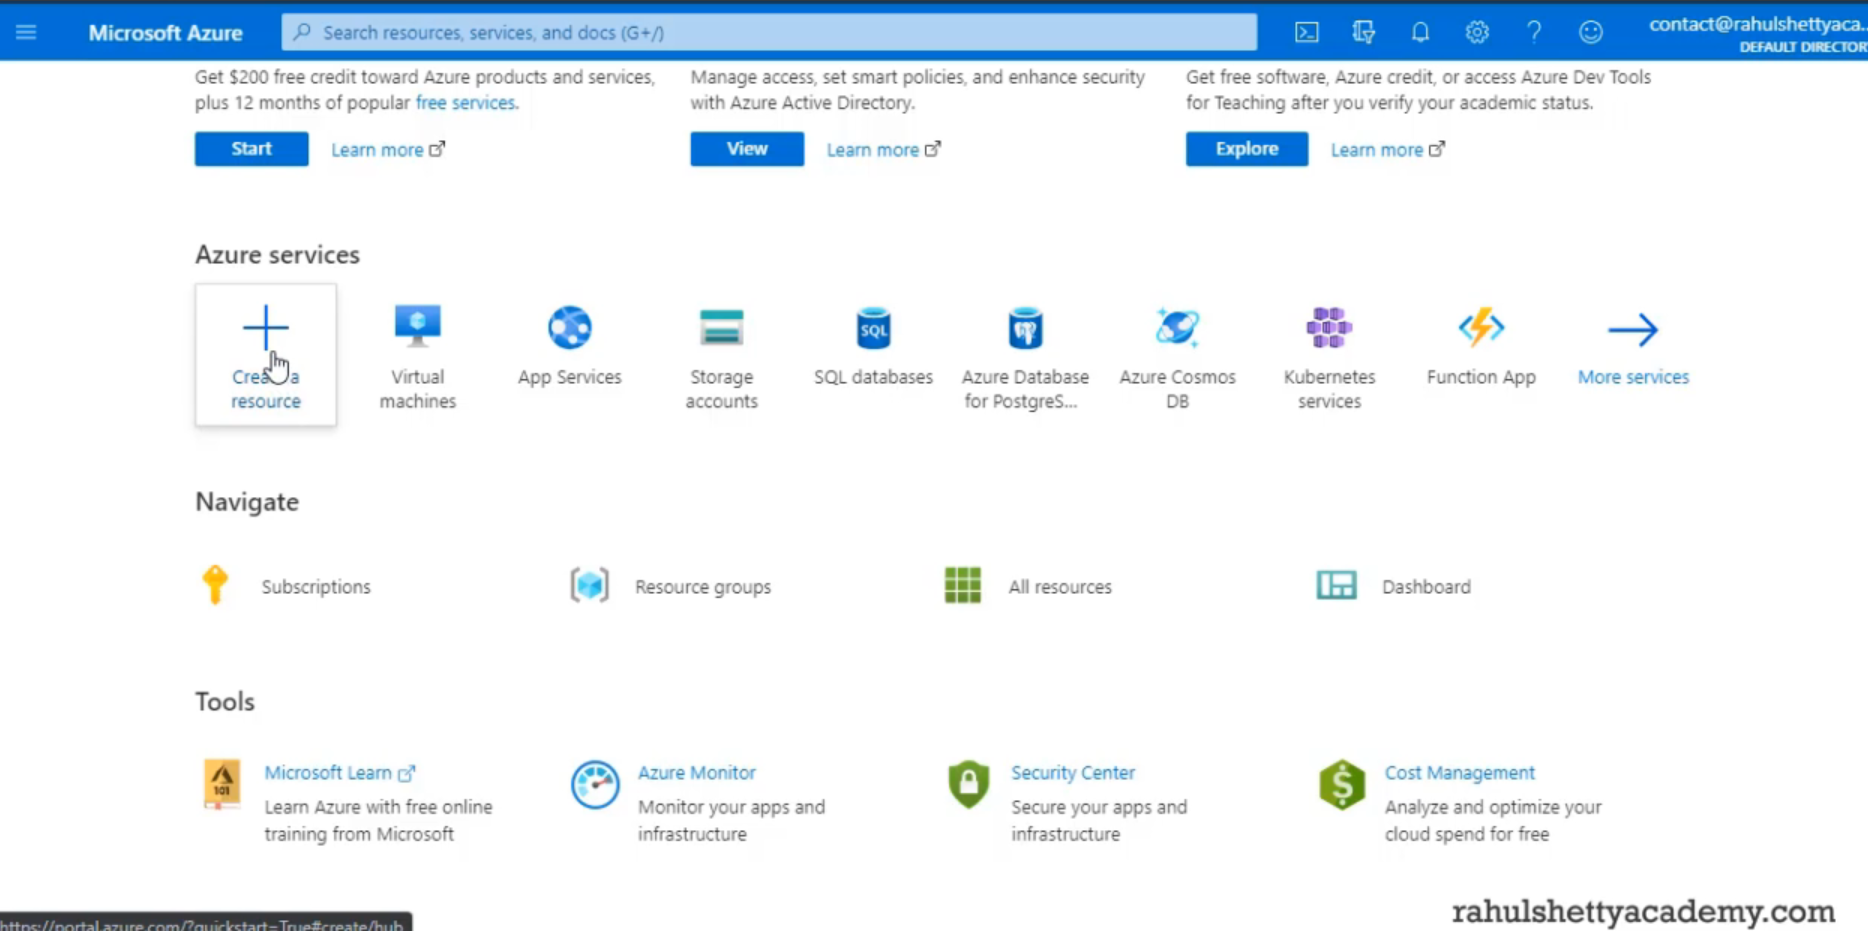 Microsoft Azure
Search resources, services, and docs (G+/)
contact@rahulshettyaca...
DEFAULT DIRECTOR
Get $200 free credit toward Azure products and services,
plus 12 months of popular free services.
Start
Learn more
Manage access, set smart policies, and enhance security
with Azure Active Directory.
View
Learn more
Get free software, Azure credit, or access Azure Dev Tools
for Teaching after you verify your academic status.
Explore
Learn more
Azure services
Create a
resource
Virtual
machines
App Services
Storage
accounts
SQL
SQL databases
Azure Database
for PostgreS...
Azure Cosmos
DB
Kubernetes
services
Function App
More services
Navigate
Subscriptions
Resource groups
All resources
Dashboard
Tools
101
Microsoft Learn
Learn Azure with free online
training from Microsoft
Azure Monitor
Monitor your apps and
infrastructure
Security Center
Secure your apps and
infrastructure
Cost Management
Analyze and optimize your
cloud spend for free
https://portal.azure.com/?quickstart=True#create/hub
rahulshettyacademy.com